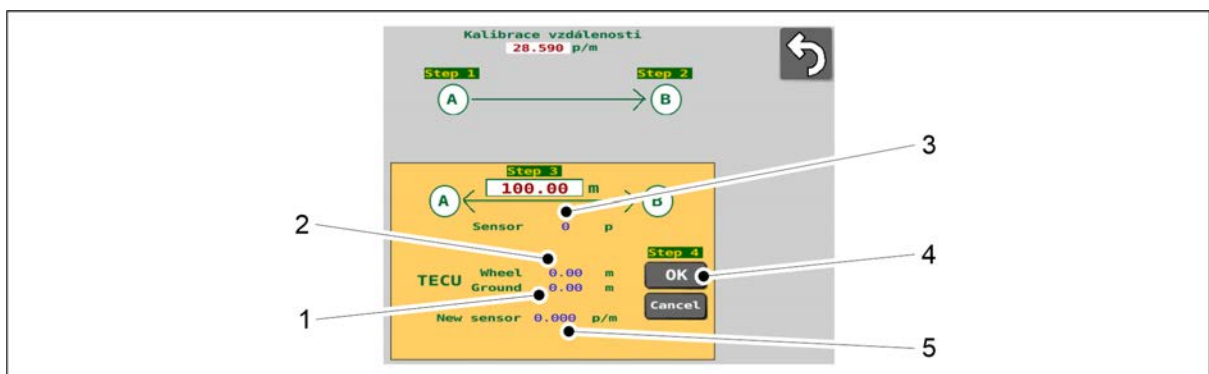 Kalibrace vzdálenosti
28.590 p/m
Step 1 Step 2
A B
Step 3
100.00 m
A B
3
Sensor 0 p
2
Step 4
4
TECU Wheel 0.00 m OK
Ground 0.00 m
1
Cancel
New sensor 0.000 p/m
5